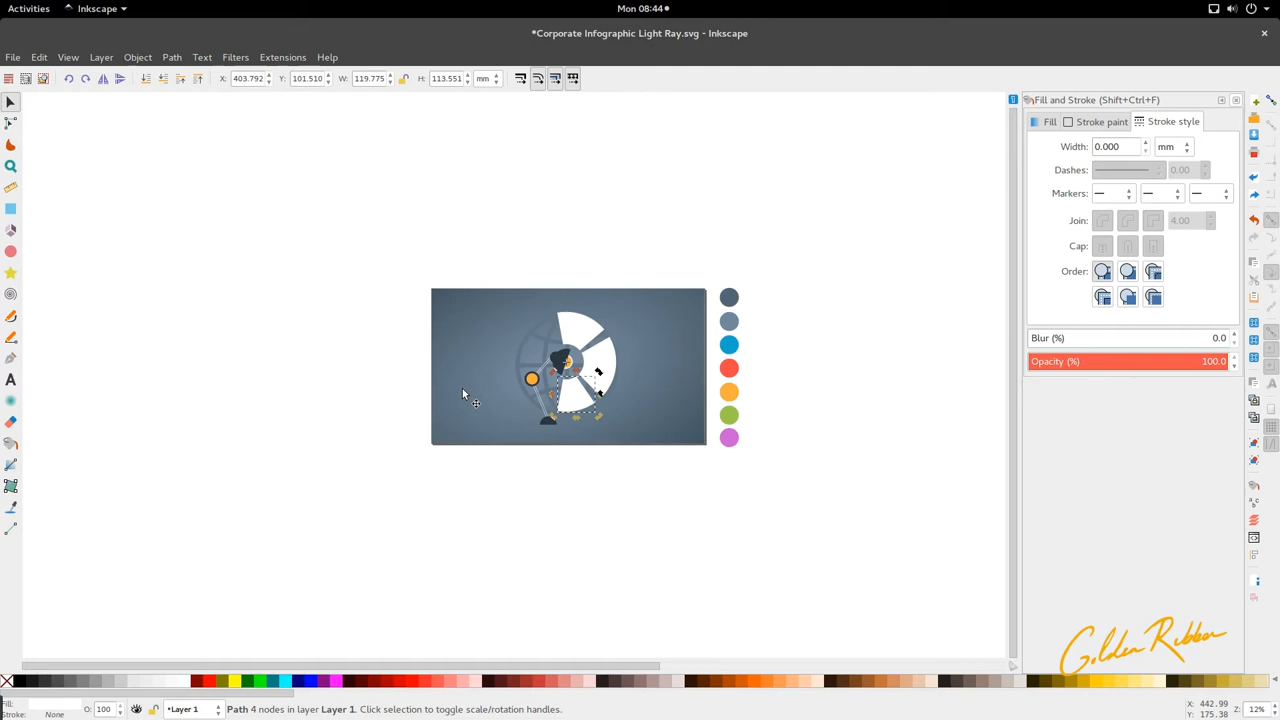 Activities Inkscape Mon 08:44
*Corporate Infographic Light Ray.svg - Inkscape
File Edit View Layer Object Path Text Filters Extensions Help
X: 403.792 Y: 101.510 W: 119.775 H: 113.551 mm
Fill and Stroke (Shift+Ctrl+F)
Fill Stroke paint Stroke style
Width: 0.000 mm
Dashes: 0.00
Markers:
Join: 4.00
Cap:
Order:
Blur (%) 0.0
Opacity (%) 100.0
Golden Ribbon
Fill:
Stroke: None
O: 100 •Layer 1 Path 4 nodes in layer Layer 1. Click selection to toggle scale/rotation handles.
X: 442.99
Y: 175.38
Z: 12%